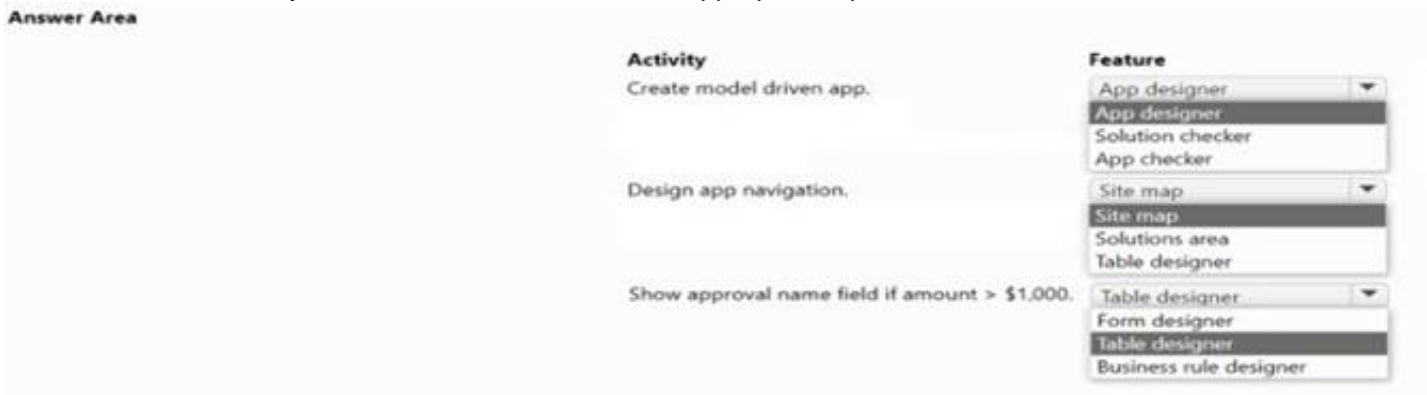 Answer Area
Activity Feature
Create model driven app. App designer
App designer
Solution checker
App checker
Design app navigation. Site map
Site map
Solutions area
Table designer
Show approval name field if amount > $1,000. Table designer
Form designer
Table designer
Business rule designer